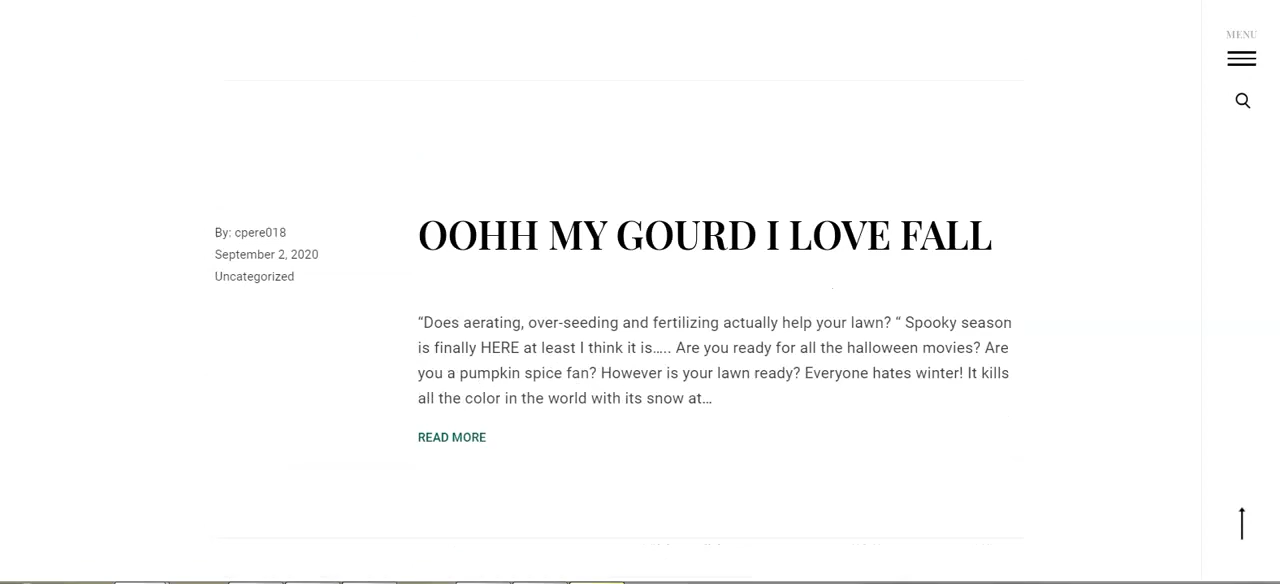 MENU
By: cpere018
September 2, 2020
Uncategorized
OOHH MY GOURD I LOVE FALL
“Does aerating, over-seeding and fertilizing actually help your lawn? “ Spooky season
is finally HERE at least I think it is….. Are you ready for all the halloween movies? Are
you a pumpkin spice fan? However is your lawn ready? Everyone hates winter! It kills
all the color in the world with its snow at…
READ MORE